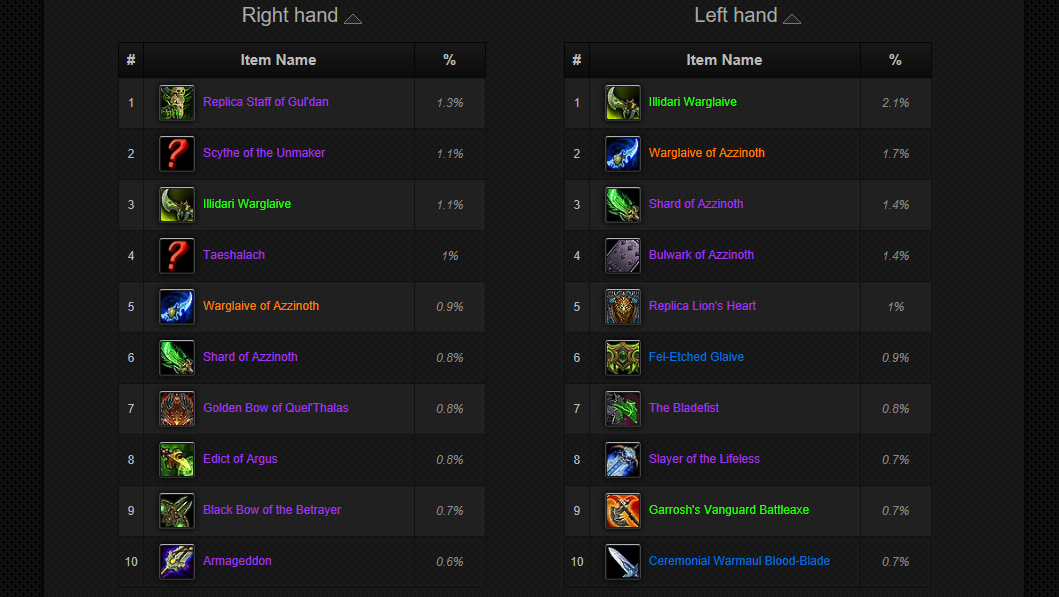 Right hand
# Item Name %
1 Replica Staff of Gul'dan 1.3%
2 Scythe of the Unmaker 1.1%
3 Illidari Warglaive 1.1%
4 Taeshalach 1%
5 Warglaive of Azzinoth 0.9%
6 Shard of Azzinoth 0.8%
7 Golden Bow of Quel'Thalas 0.8%
8 Edict of Argus 0.8%
9 Black Bow of the Betrayer 0.7%
10 Armageddon 0.6%
Left hand
# Item Name %
1 Illidari Warglaive 2.1%
2 Warglaive of Azzinoth 1.7%
3 Shard of Azzinoth 1.4%
4 Bulwark of Azzinoth 1.4%
5 Replica Lion's Heart 1%
6 Fel-Etched Glaive 0.9%
7 The Bladefist 0.8%
8 Slayer of the Lifeless 0.7%
9 Garrosh's Vanguard Battleaxe 0.7%
10 Ceremonial Warmaul Blood-Blade 0.7%